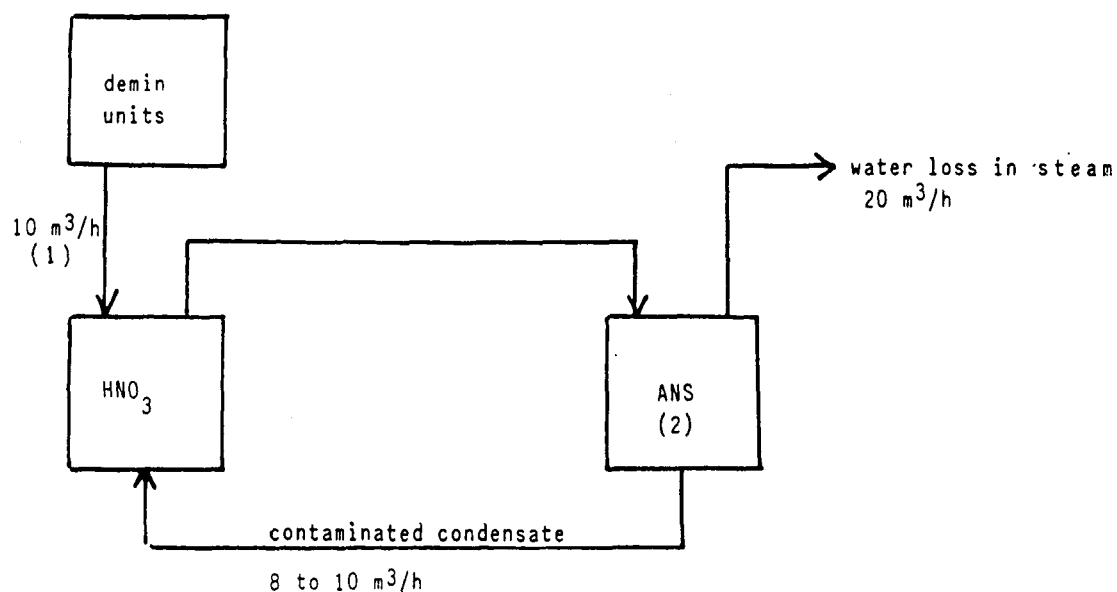 demin
units
water loss in steam
20 m³/h
10 m³/h
(1)
HNO₃
ANS
(2)
contaminated condensate
8 to 10 m³/h